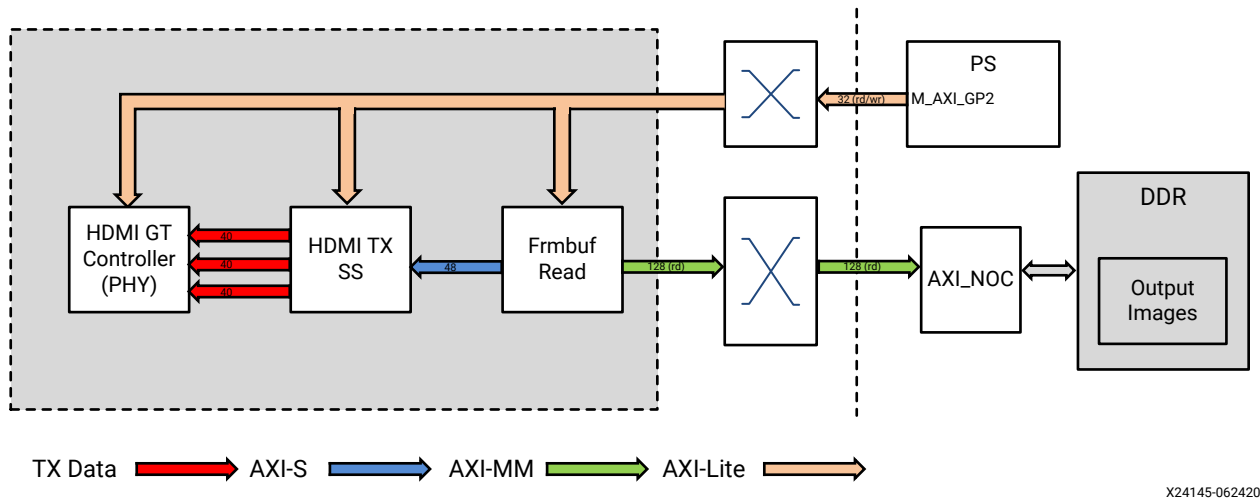 PS
32 (rd/wr)
M_AXI_GP2
DDR
HDMI GT
Controller
(PHY)
40
40
40
HDMI TX
SS
48
Frmbuf
Read
128 (rd)
128 (rd)
AXI_NOC
Output
Images
TX Data
AXI-S
AXI-MM
AXI-Lite
X24145-062420